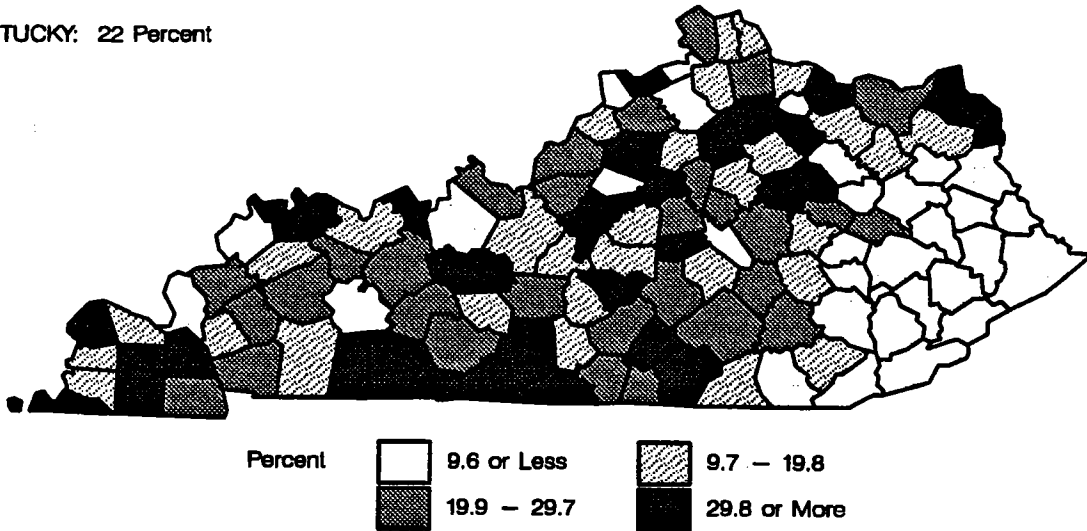 TUCKY: 22 Percent
Percent
9.6 or Less
9.7 – 19.8
19.9 – 29.7
29.8 or More